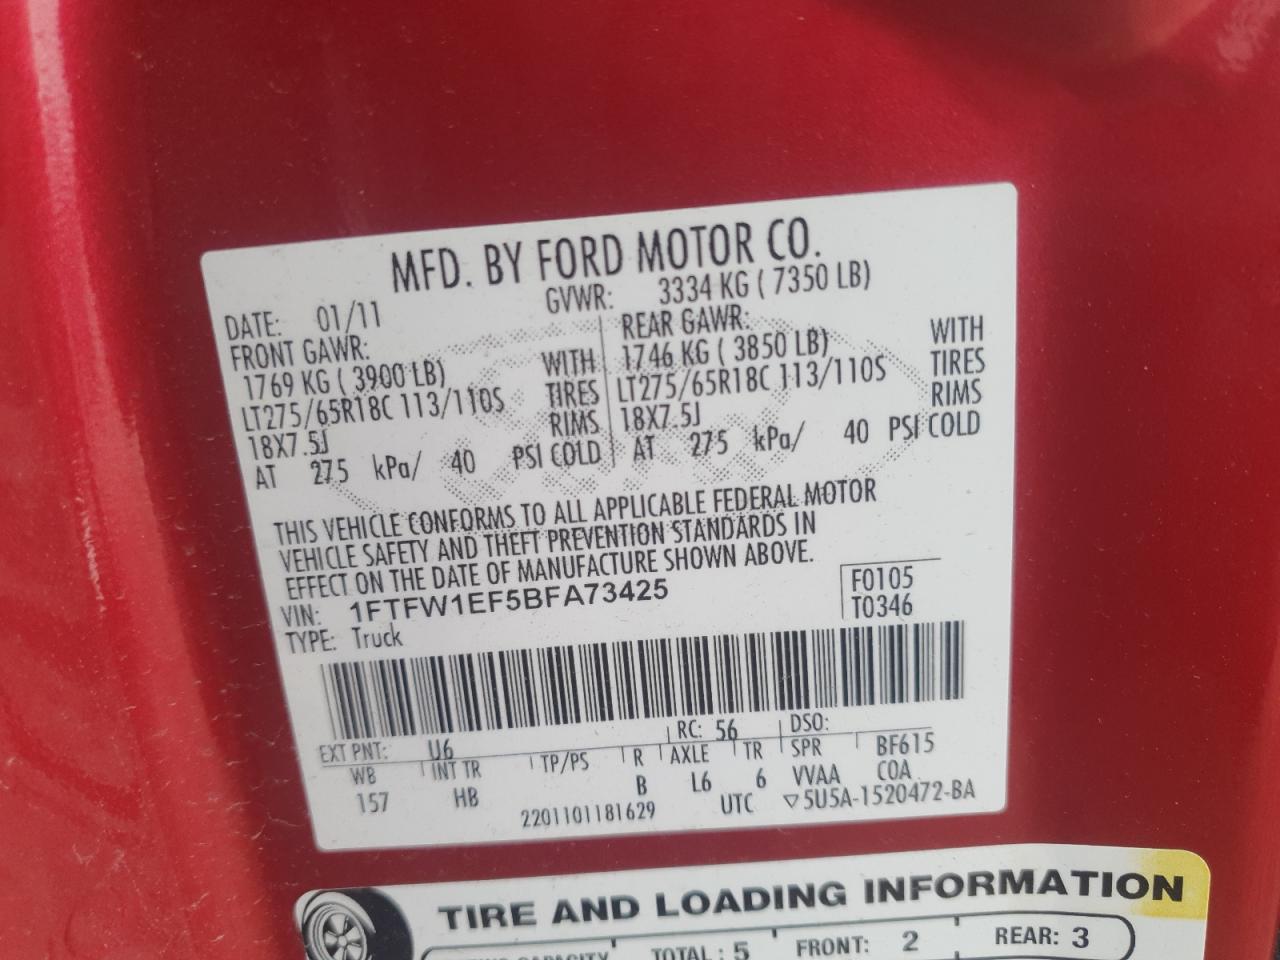 MFD. BY FORD MOTOR CO.
DATE: 01/11 GVWR: 3334 KG ( 7350 LB)
FRONT GAWR:
1769 KG ( 3900 LB) WITH
LT275/65R18C 113/110S TIRES
18X7.5J RIMS
AT 275 kPa/ 40 PSI COLD
REAR GAWR:
1746 KG ( 3850 LB) WITH
LT275/65R18C 113/110S TIRES
18X7.5J RIMS
AT 275 kPa/ 40 PSI COLD
THIS VEHICLE CONFORMS TO ALL APPLICABLE FEDERAL MOTOR
VEHICLE SAFETY AND THEFT PREVENTION STANDARDS IN
EFFECT ON THE DATE OF MANUFACTURE SHOWN ABOVE.
VIN: 1FTFW1EF5BFA73425
TYPE: Truck
F0105
T0346
EXT PNT: U6 RC: 56 DSO:
WB INT TR TP/PS R AXLE TR SPR BF615
157 HB B L6 6 VVAA COA
2201101181629 UTC ▽5U5A-1520472-BA
TIRE AND LOADING INFORMATION
CAPACITY TOTAL: 5 FRONT: 2 REAR: 3